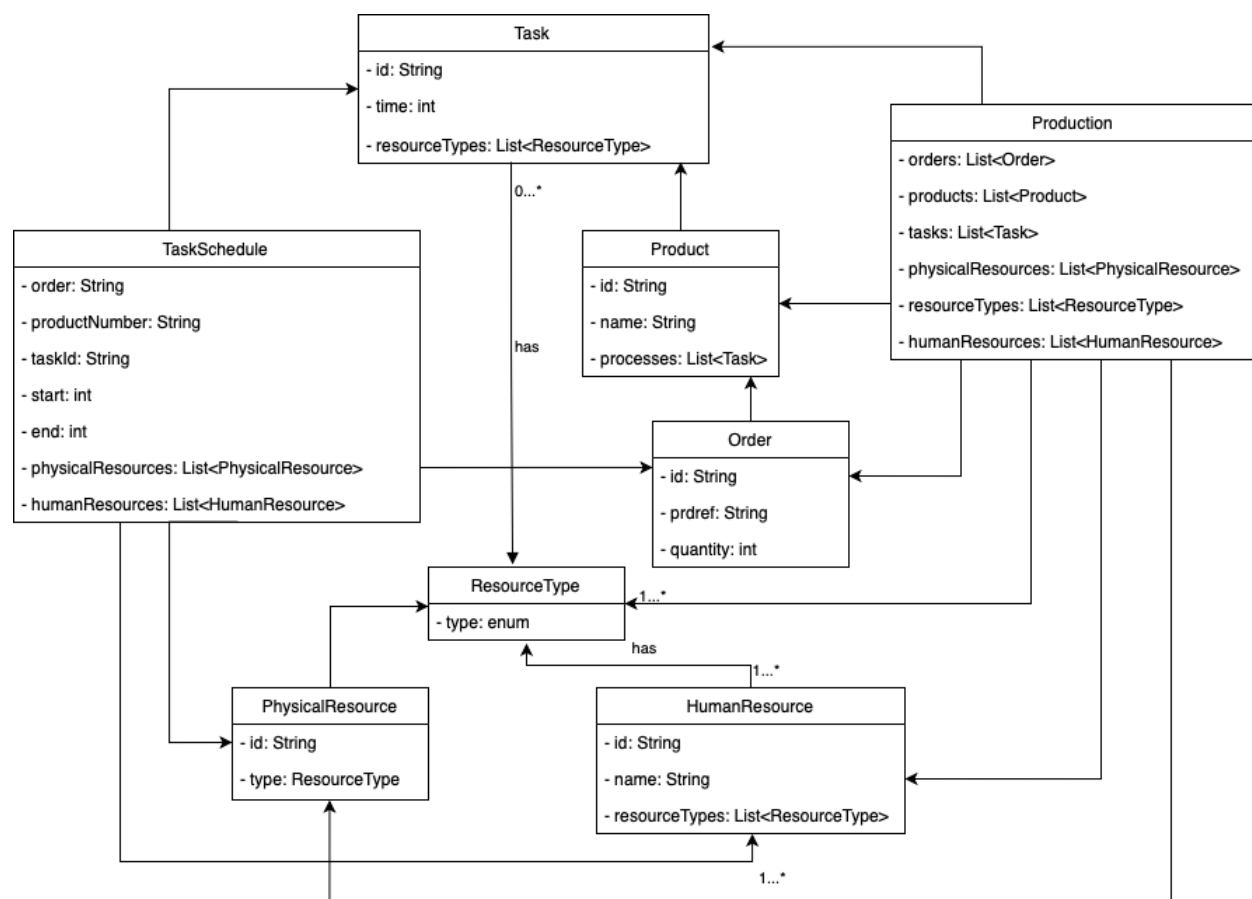 Task
- id: String
- time: int
- resourceTypes: List<ResourceType>
0...*
Production
- orders: List<Order>
- products: List<Product>
- tasks: List<Task>
- physicalResources: List<PhysicalResource>
- resourceTypes: List<ResourceType>
- humanResources: List<HumanResource>
TaskSchedule
- order: String
- productNumber: String
- taskId: String
- start: int
- end: int
- physicalResources: List<PhysicalResource>
- humanResources: List<HumanResource>
Product
- id: String
- name: String
- processes: List<Task>
has
Order
- id: String
- prdref: String
- quantity: int
ResourceType
- type: enum
1...*
has
1...*
PhysicalResource
- id: String
- type: ResourceType
HumanResource
- id: String
- name: String
- resourceTypes: List<ResourceType>
1...*